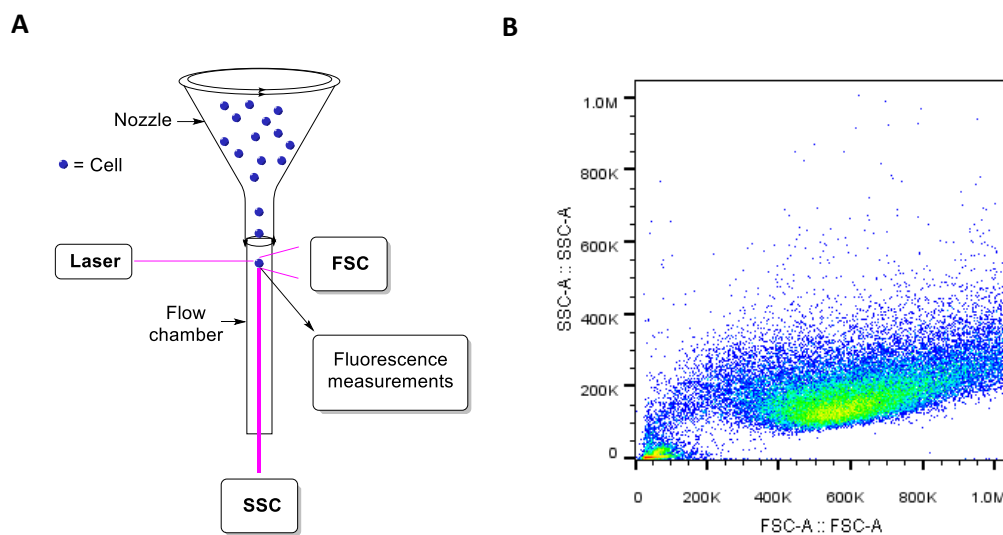 A
Nozzle
= Cell
Laser
FSC
Flow
chamber
Fluorescence
measurements
SSC
B
1.0M
800K
600K
400K
200K
0
SSC-A :: SSC-A
0 200K 400K 600K 800K 1.0M
FSC-A :: FSC-A